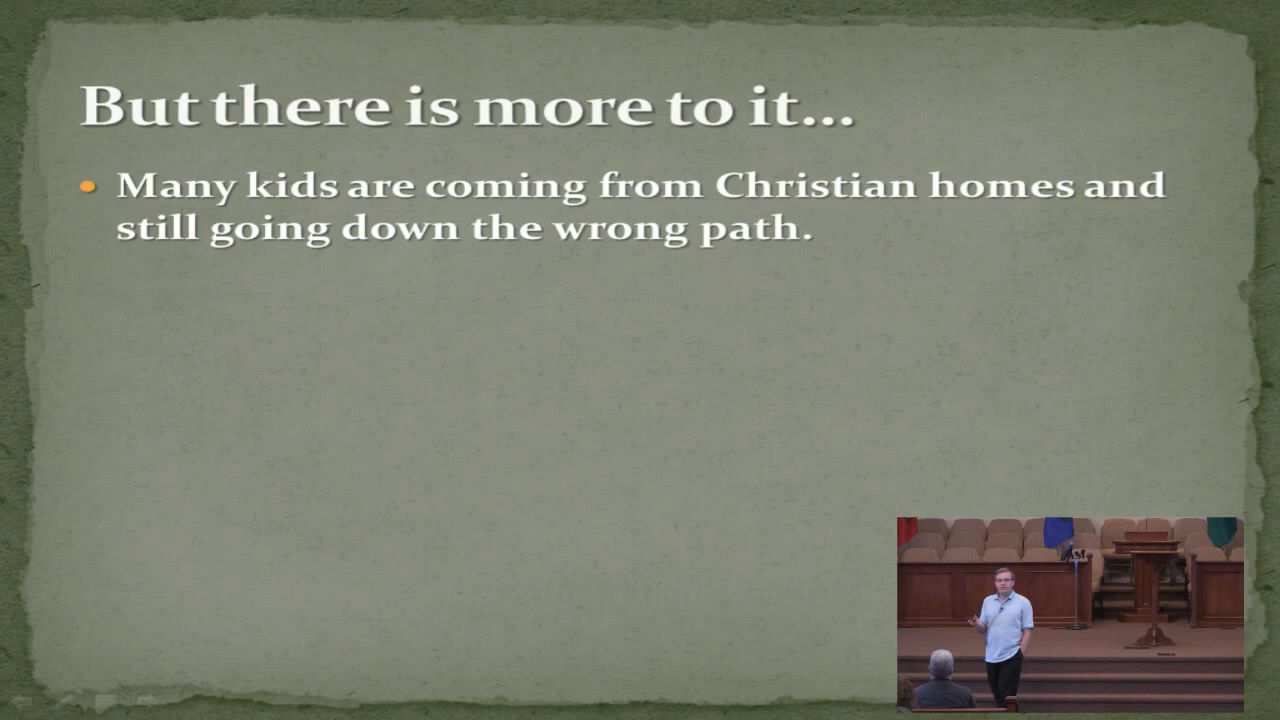 But there is more to it...
Many kids are coming from Christian homes and
still going down the wrong path.